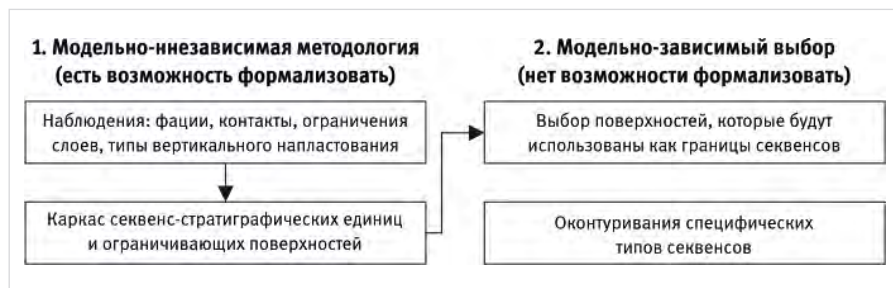 1. Модельно-ннезависимая методология
(есть возможность формализовать)
Наблюдения: фации, контакты, ограничения
слоев, типы вертикального напластования
Каркас секвенс-стратиграфических единиц
и ограничивающих поверхностей
2. Модельно-зависимый выбор
(нет возможности формализовать)
Выбор поверхностей, которые будут
использованы как границы секвенсов
Оконтуривания специфических
типов секвенсов